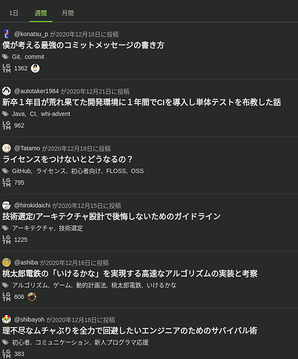 1日 週間 月間
@konatsu_p が2020年12月16日に投稿
僕が考える最強のコミットメッセージの書き方
Git, commit
LGTM 1362
@autotaker1984 が2020年12月21日に投稿
新卒1年目が荒れ果てた開発環境に1年間でCIを導入し単体テストを布教した話
Java, CI, whi-advent
LGTM 962
@Tatamo が2020年12月18日に投稿
ライセンスをつけないとどうなるの？
GitHub, ライセンス, 初心者向け, FLOSS, OSS
LGTM 795
@hirokidaichi が2020年12月15日に投稿
技術選定/アーキテクチャ設計で後悔しないためのガイドライン
アーキテクチャ, 技術選定
LGTM 1225
@ashiba が2020年12月16日に投稿
桃太郎電鉄の「いけるかな」を実現する高速なアルゴリズムの実装と考察
アルゴリズム, ゲーム, 動的計画法, 桃太郎電鉄, いけるかな
LGTM 606
@shibayoh が2020年12月18日に投稿
理不尽なムチャぶりを全力で回避したいエンジニアのためのサバイバル術
初心者, コミュニケーション, 新人プログラマ応援
LGTM 383